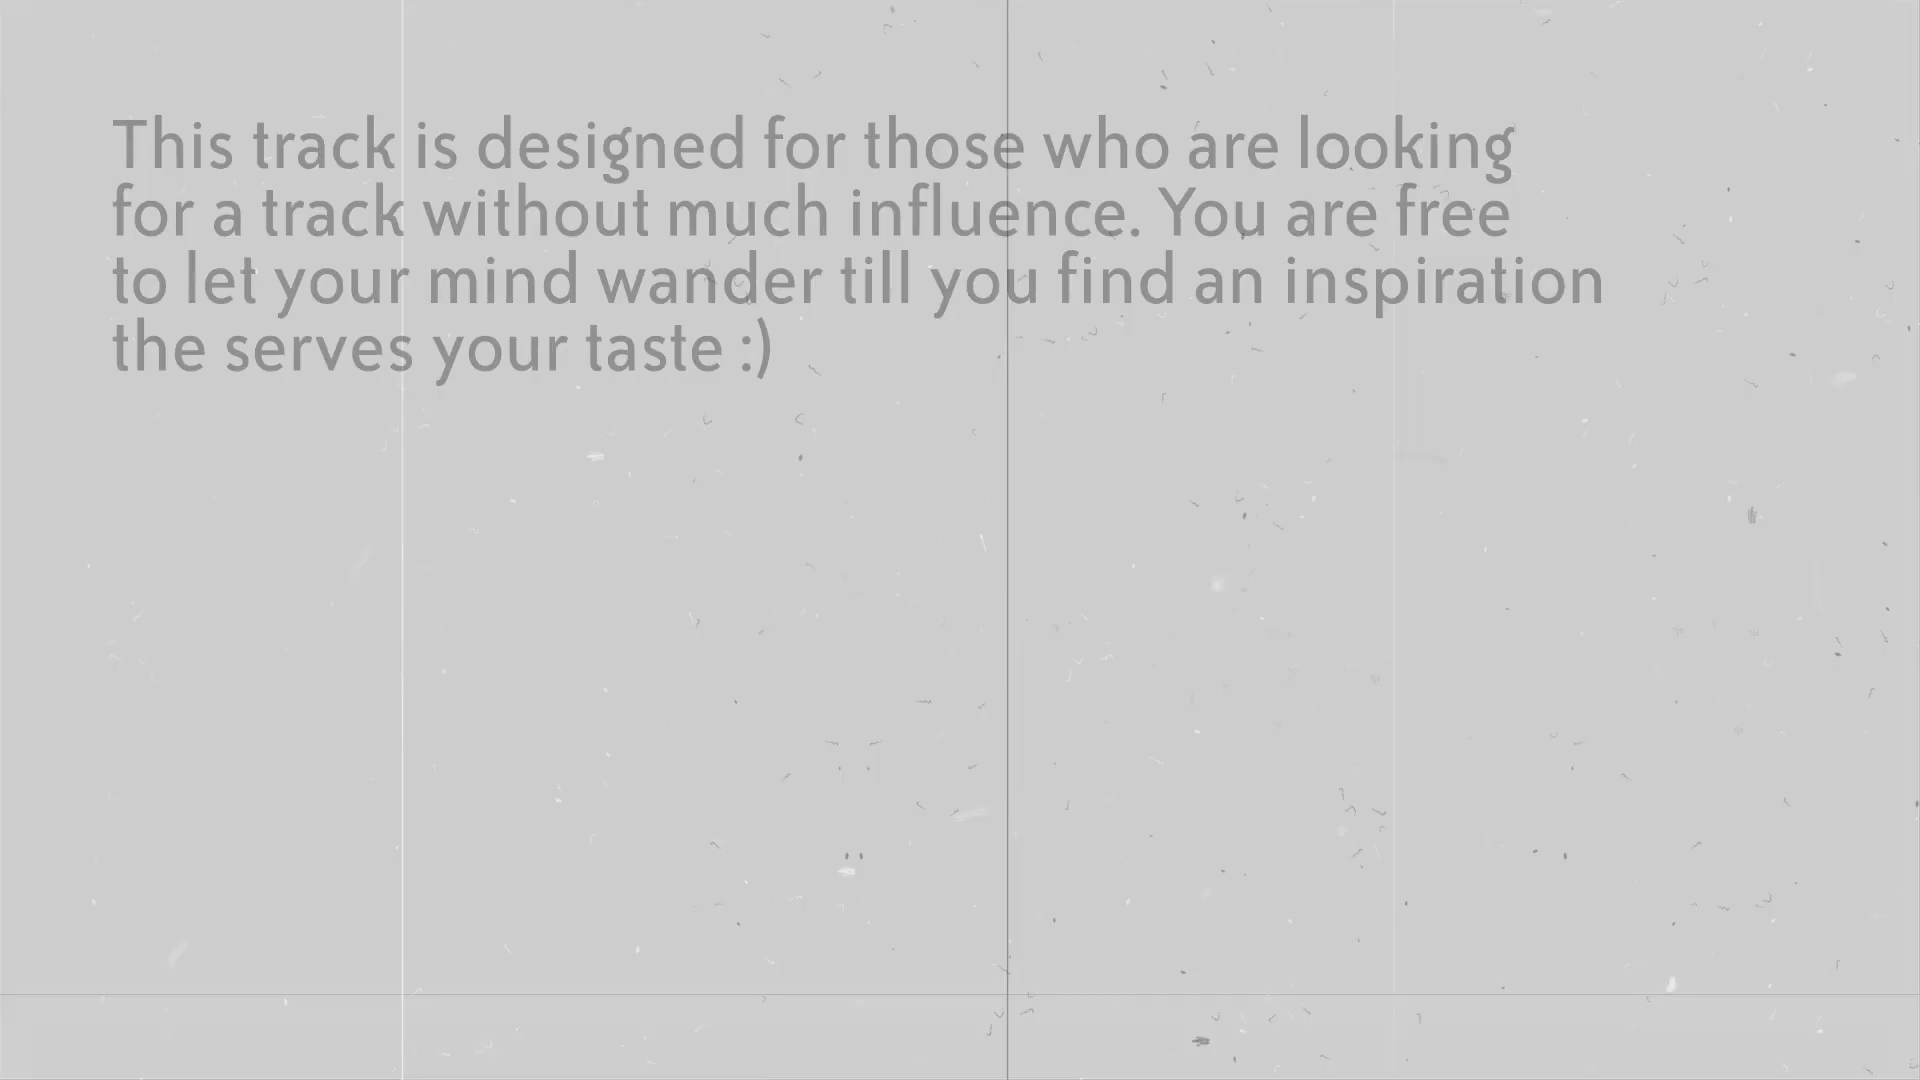 This track is designed for those who are looking
for a track without much influence. You are free
to let your mind wander till you find an inspiration
the serves your taste :)